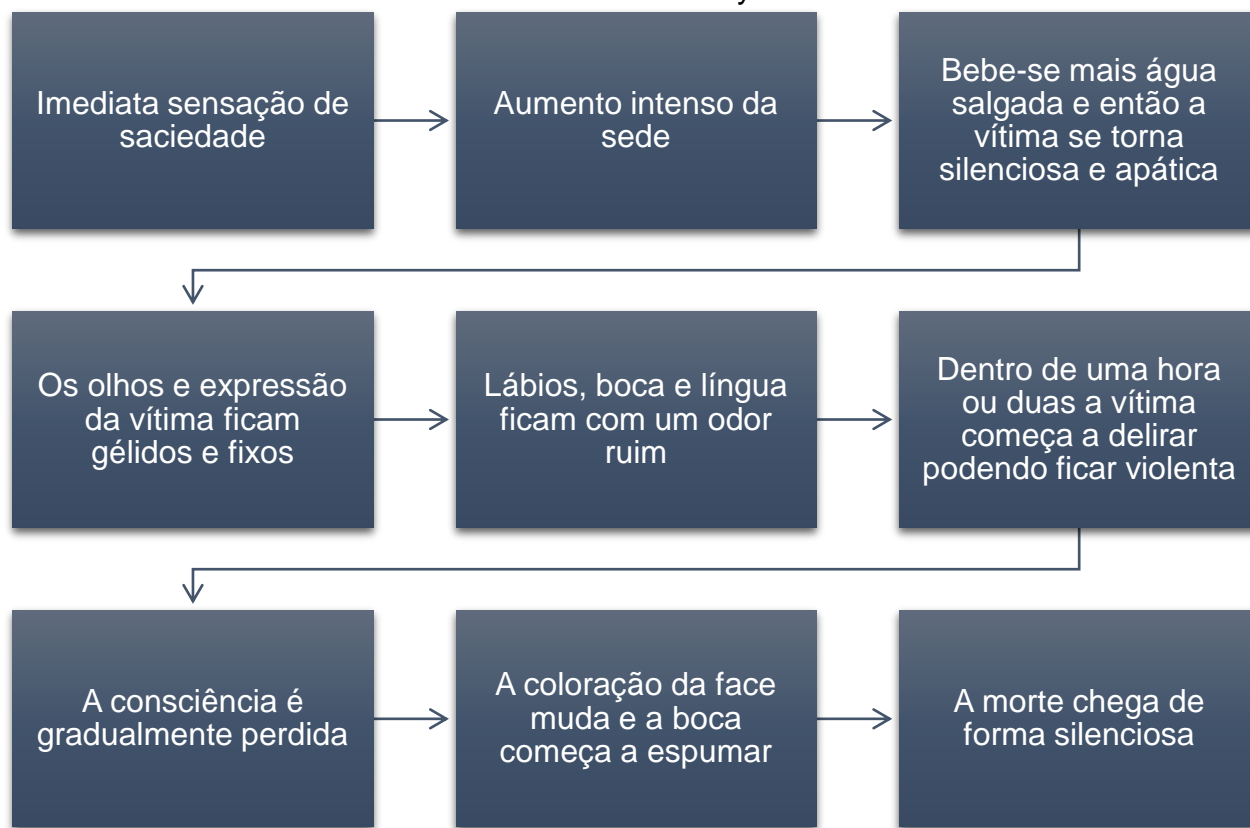 Imediata sensação de
saciedade
Aumento intenso da
sede
Bebe-se mais água
salgada e então a
vítima se torna
silenciosa e apática
Os olhos e expressão
da vítima ficam
gélidos e fixos
Lábios, boca e língua
ficam com um odor
ruim
Dentro de uma hora
ou duas a vítima
começa a delirar
podendo ficar violenta
A consciência é
gradualmente perdida
A coloração da face
muda e a boca
começa a espumar
A morte chega de
forma silenciosa